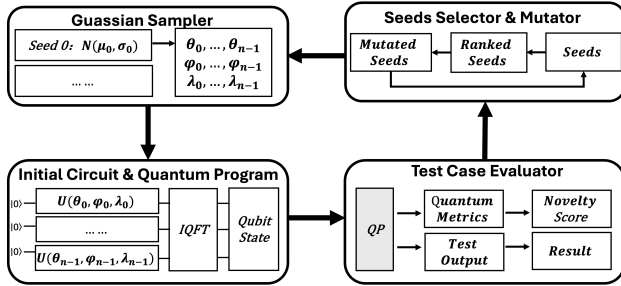 Guassian Sampler
Seed 0: N(μ₀, σ₀)
... ...
θ₀, ..., θₙ₋₁
φ₀, ..., φₙ₋₁
λ₀, ..., λₙ₋₁
Seeds Selector & Mutator
Mutated
Seeds
Ranked
Seeds
Seeds
Initial Circuit & Quantum Program
|0⟩
U(θ₀, φ₀, λ₀)
|0⟩
... ...
|0⟩
U(θₙ₋₁, φₙ₋₁, λₙ₋₁)
IQFT
Qubit
State
Test Case Evaluator
QP
Quantum
Metrics
Novelty
Score
Test
Output
Result